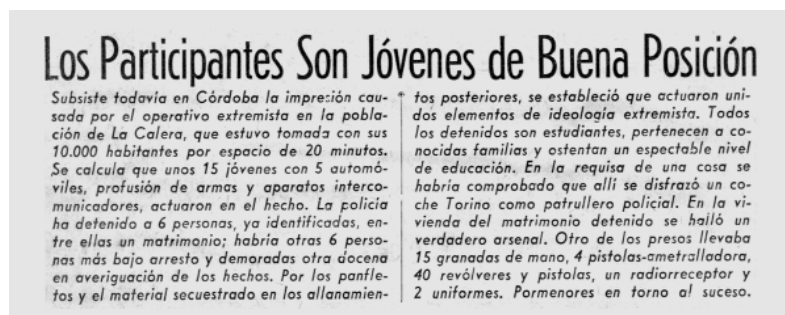 Los Participantes Son Jóvenes de Buena Posición
Subsiste todavía en Córdoba la impresión cau-
sada por el operativo extremista en la pobla-
ción de La Calera, que estuvo tomada con sus
10.000 habitantes por espacio de 20 minutos.
Se calcula que unos 15 jóvenes con 5 automó-
viles, profusión de armas y aparatos interco-
municadores, actuaron en el hecho. La policía
ha detenido a 6 personas, ya identificadas, en-
tre ellas un matrimonio; habría otras 6 perso-
nas más bajo arresto y demoradas otra docena
en averiguación de los hechos. Por los panfle-
tos y el material secuestrado en los allanamien-
tos posteriores, se estableció que actuaron uni-
dos elementos de ideología extremista. Todos
los detenidos son estudiantes, pertenecen a co-
nocidas familias y ostentan un espectable nivel
de educación. En la requisa de una casa se
habría comprobado que allí se disfrazó un co-
che Torino como patrullero policial. En la vi-
vienda del matrimonio detenido se halló un
verdadero arsenal. Otro de los presos llevaba
15 granadas de mano, 4 pistolas-ametralladora,
40 revólveres y pistolas, un radiorreceptor y
2 uniformes. Pormenores en torno al suceso.